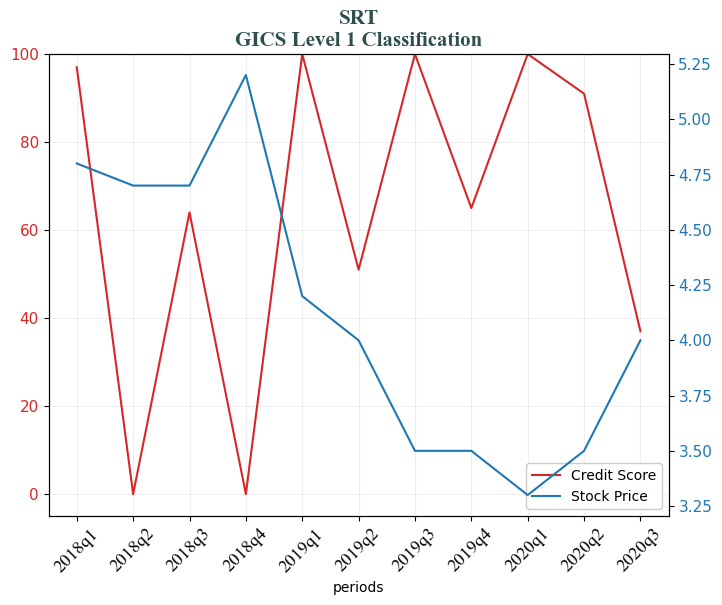 SRT
GICS Level 1 Classification
100
80
60
40
20
0
5.25
5.00
4.75
4.50
4.25
4.00
3.75
3.50
3.25
Credit Score
Stock Price
2018q1
2018q2
2018q3
2018q4
2019q1
2019q2
2019q3
2019q4
2020q1
2020q2
2020q3
periods